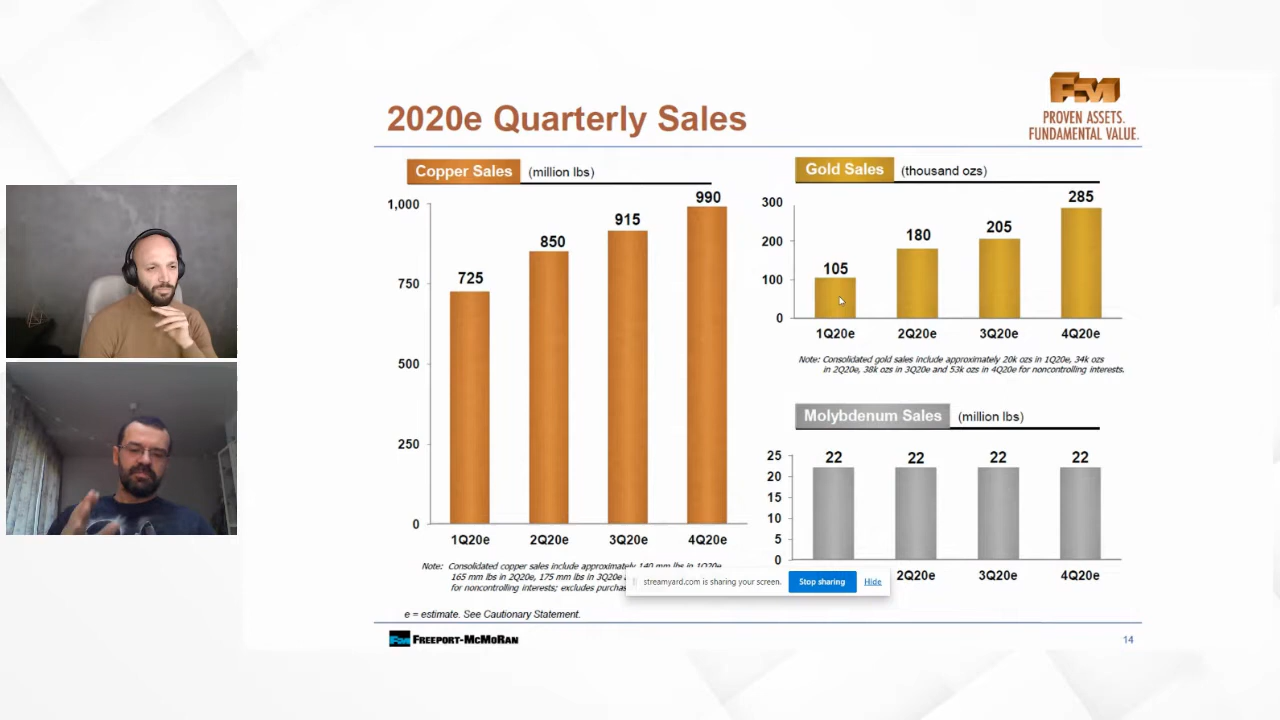 2020e Quarterly Sales
FM
PROVEN ASSETS.
FUNDAMENTAL VALUE.
Copper Sales (million lbs)
1,000
750
500
250
0
725
850
915
990
1Q20e 2Q20e 3Q20e 4Q20e
Note: Consolidated copper sales include approximately 140 mm lbs in 1Q20e,
165 mm lbs in 2Q20e, 175 mm lbs in 3Q20e
for noncontrolling interests; excludes
e = estimate. See Cautionary Statement.
Gold Sales (thousand ozs)
300
200
100
0
105
180
205
285
1Q20e 2Q20e 3Q20e 4Q20e
Note: Consolidated gold sales include approximately 20k ozs in 1Q20e, 34k ozs
in 2Q20e, 38k ozs in 3Q20e and 53k ozs in 4Q20e for noncontrolling interests.
Molybdenum Sales (million lbs)
25
20
15
10
5
0
22 22 22 22
2Q20e 3Q20e 4Q20e
streamyard.com is sharing your screen. Stop sharing Hide
FREEPORT-McMoRAN
14